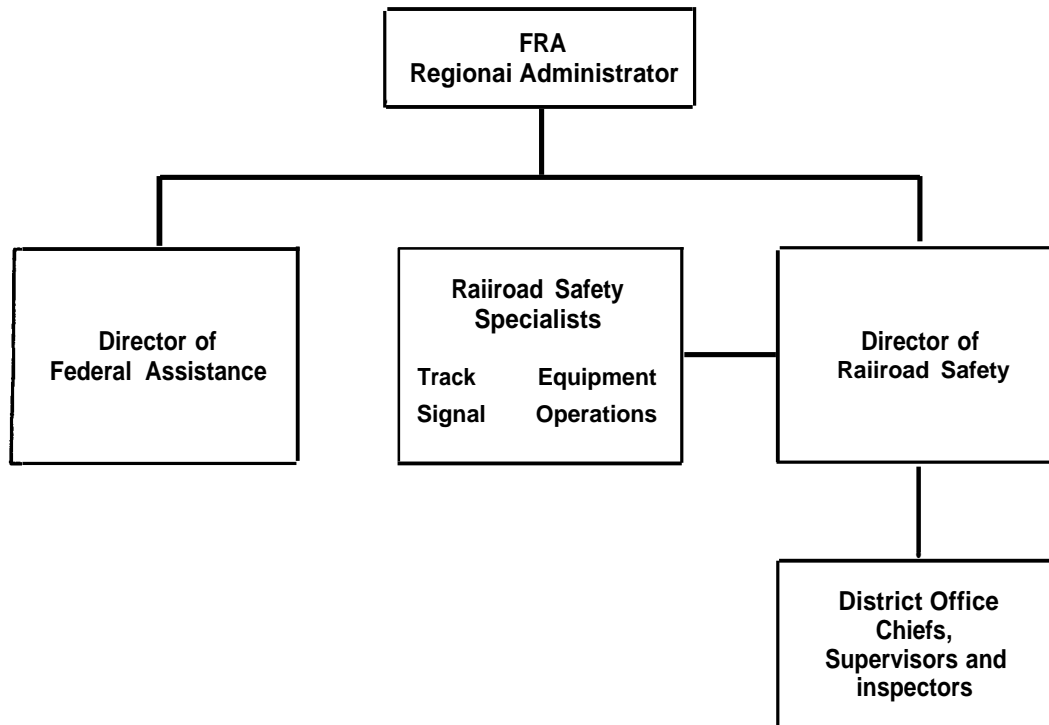 FRA
Regionai Administrator
Director of
Federal Assistance
Raiiroad Safety
Specialists
Track Equipment
Signal Operations
Director of
Raiiroad Safety
District Office
Chiefs,
Supervisors and
inspectors